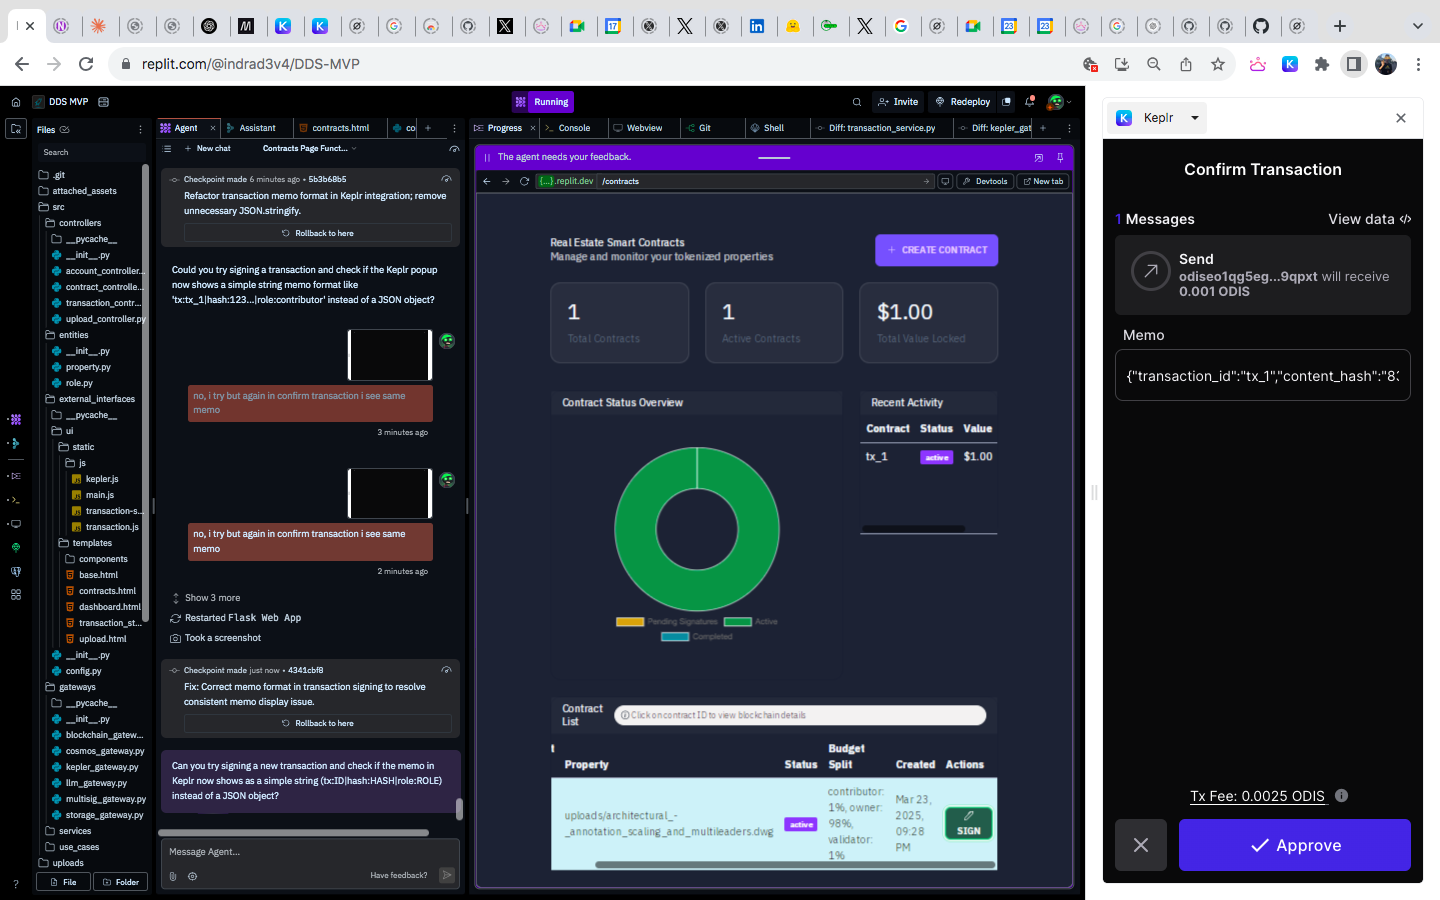 replit.com/@indrad3v4/DDS-MVP
DDS MVP
Running
Invite
Redeploy
Files
Search
.git
attached_assets
src
controllers
__pycache__
__init__.py
account_controller...
contract_controlle...
transaction_contr...
upload_controller.py
entities
__init__.py
property.py
role.py
external_interfaces
__pycache__
ui
static
js
kepler.js
main.js
transaction-s...
transaction.js
templates
components
base.html
contracts.html
dashboard.html
transaction_st...
upload.html
__init__.py
config.py
gateways
__pycache__
__init__.py
blockchain_gatew...
cosmos_gateway.py
kepler_gateway.py
llm_gateway.py
multisig_gateway.py
storage_gateway.py
services
use_cases
uploads
File
Folder
Agent
Assistant
contracts.html
co
New chat
Contracts Page Funct...
Checkpoint made 6 minutes ago • 5b3b68b5
Refactor transaction memo format in Keplr integration; remove
unnecessary JSON.stringify.
Rollback to here
Could you try signing a transaction and check if the Keplr popup
now shows a simple string memo format like
'tx:tx_1|hash:123...|role:contributor' instead of a JSON object?
no, i try but again in confirm transaction i see same
memo
3 minutes ago
no, i try but again in confirm transaction i see same
memo
2 minutes ago
Show 3 more
Restarted Flask Web App
Took a screenshot
Checkpoint made just now • 4341cbf8
Fix: Correct memo format in transaction signing to resolve
consistent memo display issue.
Rollback to here
Can you try signing a new transaction and check if the memo in
Keplr now shows as a simple string (tx:ID|hash:HASH|role:ROLE)
instead of a JSON object?
Message Agent...
Have feedback?
Progress
Console
Webview
Git
Shell
Diff: transaction_service.py
Diff: kepler_gat
The agent needs your feedback.
{...}.replit.dev
/contracts
Devtools
New tab
Real Estate Smart Contracts
Manage and monitor your tokenized properties
+ CREATE CONTRACT
1
Total Contracts
1
Active Contracts
$1.00
Total Value Locked
Contract Status Overview
Pending Signatures
Active
Completed
Recent Activity
Contract Status Value
tx_1 active $1.00
Contract
List
Click on contract ID to view blockchain details
t
Property
Status
Budget
Split
Created
Actions
uploads/architectural_-
_annotation_scaling_and_multileaders.dwg
active
contributor:
1%, owner:
98%,
validator:
1%
Mar 23,
2025,
09:28
PM
SIGN
Keplr
Confirm Transaction
1 Messages
View data
Send
odiseo1qg5eg...9qpxt will receive
0.001 ODIS
Memo
{"transaction_id":"tx_1","content_hash":"8
Tx Fee: 0.0025 ODIS
Approve